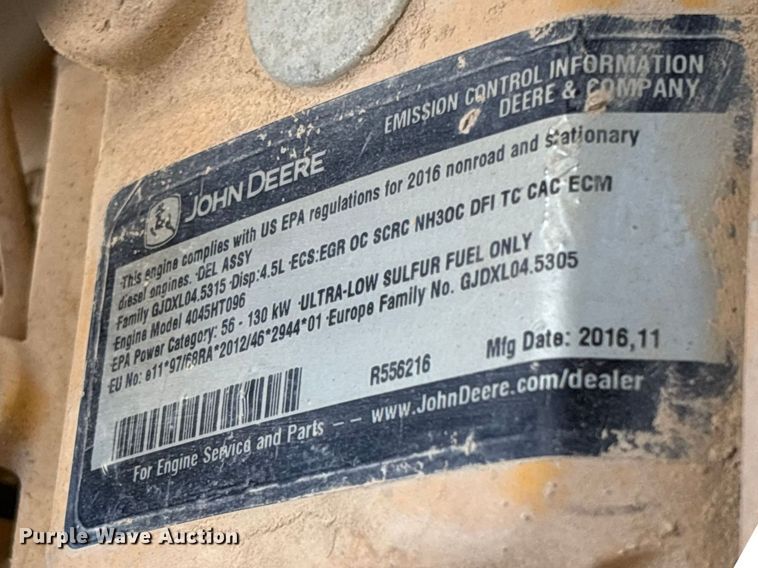 JOHN DEERE
EMISSION CONTROL INFORMATION
DEERE & COMPANY
This engine complies with US EPA regulations for 2016 nonroad and stationary
diesel engines. *DEL ASSY
Family GJDXL04.5315 *Disp:4.5L *ECS:EGR OC SCRC NH3OC DFI TC CAC ECM
Engine Model 4045HT096
EPA Power Category: 56 - 130 kW *ULTRA-LOW SULFUR FUEL ONLY
EU No: e11*97/68RA*2012/46*2944*01 *Europe Family No. GJDXL04.5305
R556216
Mfg Date: 2016,11
For Engine Service and Parts -- www.JohnDeere.com/dealer
Purple Wave Auction